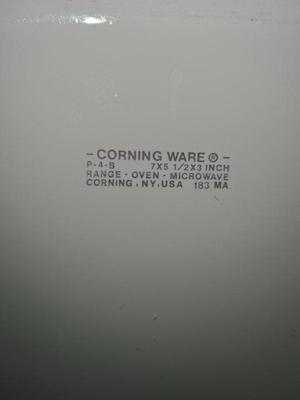 - CORNING WARE ® -
P-4-B 7X5 1/2X3 INCH
RANGE - OVEN - MICROWAVE
CORNING, NY, USA 183 MA